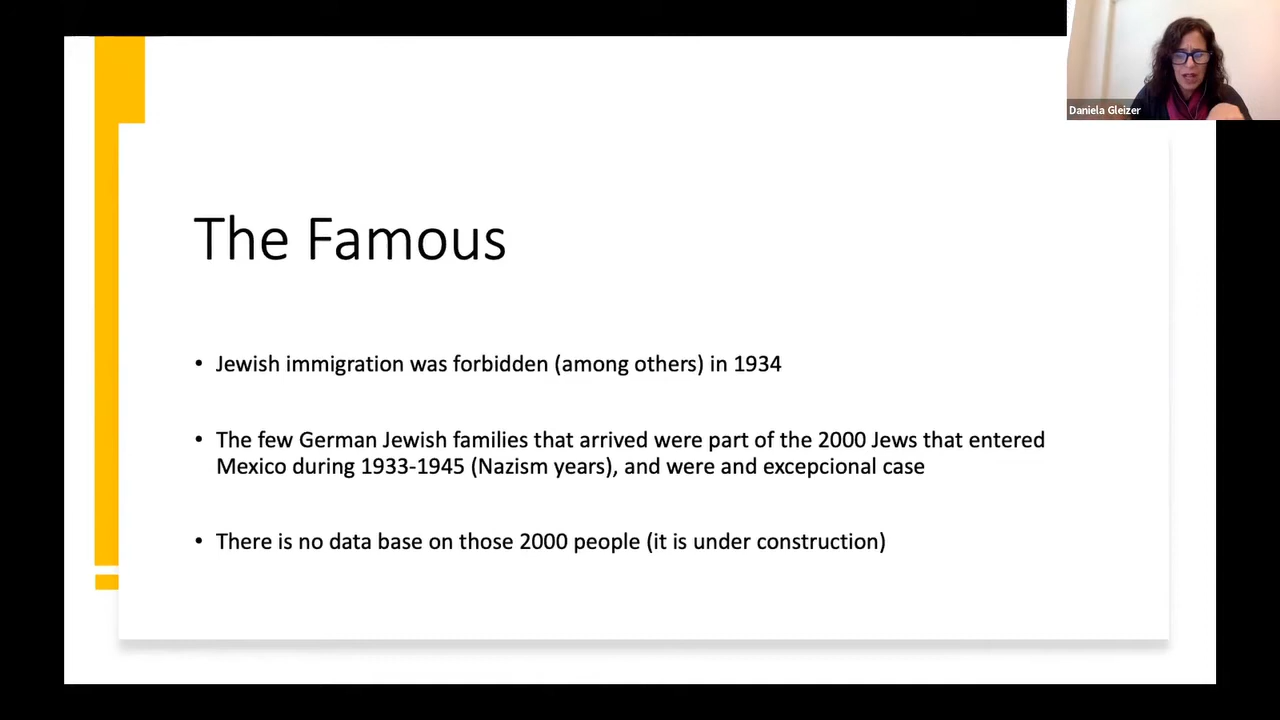 Daniela Gleizer
The Famous
• Jewish immigration was forbidden (among others) in 1934
• The few German Jewish families that arrived were part of the 2000 Jews that entered
Mexico during 1933-1945 (Nazism years), and were and excepcional case
• There is no data base on those 2000 people (it is under construction)